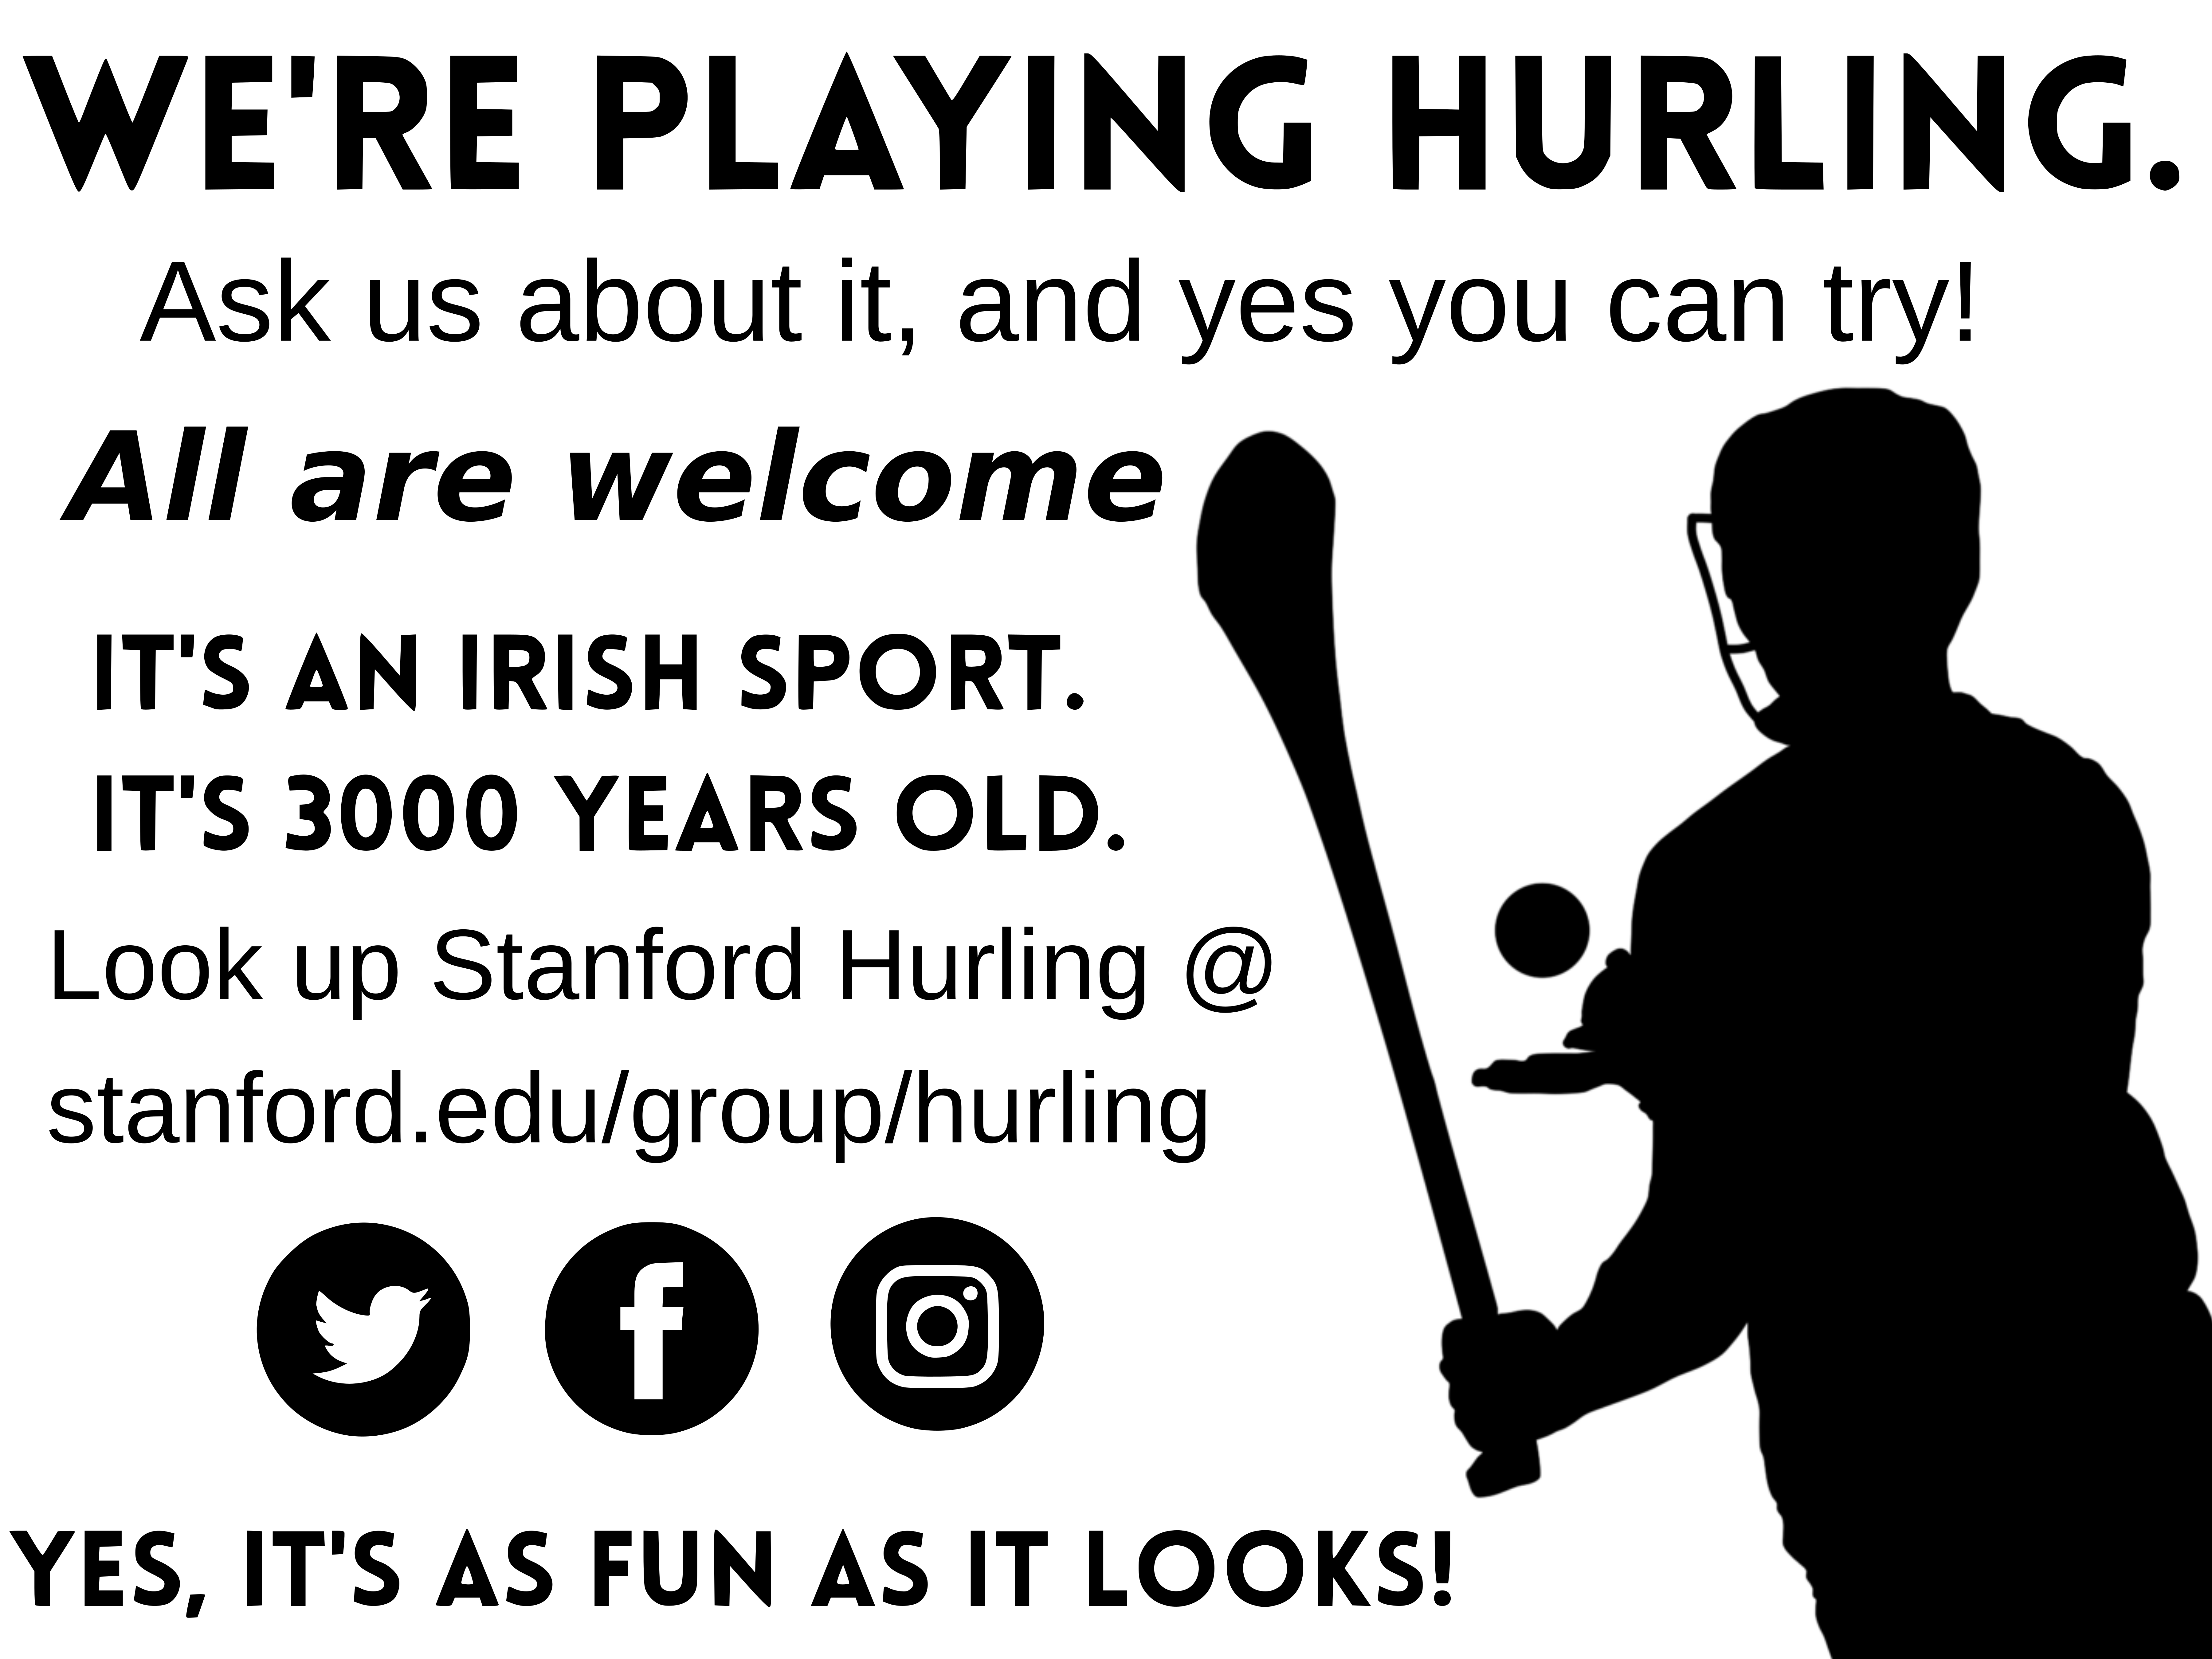 WE'RE PLAYING HURLING.
Ask us about it, and yes you can try!
All are welcome
IT'S AN IRISH SPORT.
IT'S 3000 YEARS OLD.
Look up Stanford Hurling @
stanford.edu/group/hurling
YES, IT'S AS FUN AS IT LOOKS!